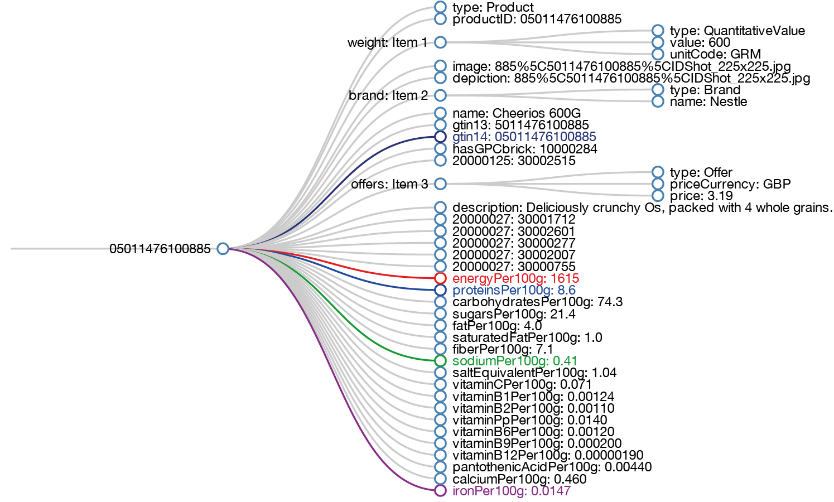 type: Product
productID: 05011476100885
type: QuantitativeValue
weight: Item 1
value: 600
unitCode: GRM
image: 885%5C5011476100885%5CIDShot_225x225.jpg
depiction: 885%5C5011476100885%5CIDShot_225x225.jpg
type: Brand
brand: Item 2
name: Nestle
name: Cheerios 600G
gtin13: 5011476100885
gtin14: 05011476100885
hasGPCbrick: 10000284
20000125: 30002515
type: Offer
offers: Item 3
priceCurrency: GBP
price: 3.19
description: Deliciously crunchy Os, packed with 4 whole grains.
20000027: 30001712
20000027: 30002601
20000027: 30000277
05011476100885
20000027: 30002007
20000027: 30000755
energyPer100g: 1615
proteinsPer100g: 8.6
carbohydratesPer100g: 74.3
sugarsPer100g: 21.4
fatPer100g: 4.0
saturatedFatPer100g: 1.0
fiberPer100g: 7.1
sodiumPer100g: 0.41
saltEquivalentPer100g: 1.04
vitaminCPer100g: 0.071
vitaminB1Per100g: 0.00124
vitaminB2Per100g: 0.00110
vitaminPpPer100g: 0.0140
vitaminB6Per100g: 0.00120
vitaminB9Per100g: 0.000200
vitaminB12Per100g: 0.00000190
pantothenicAcidPer100g: 0.00440
calciumPer100g: 0.460
ironPer100g: 0.0147